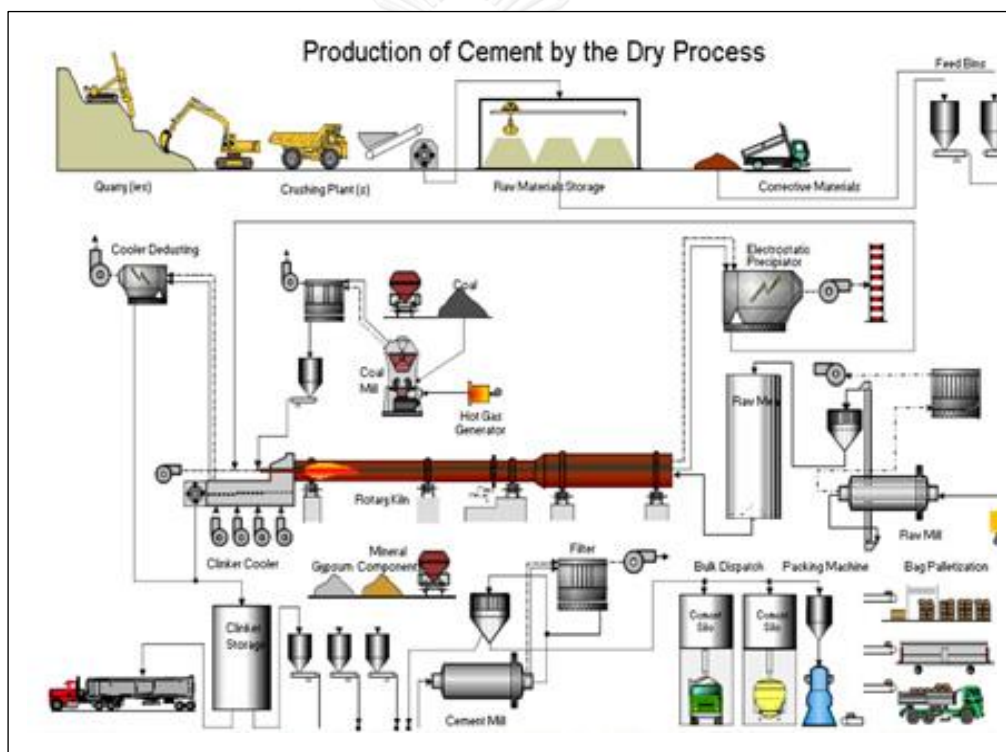 Production of Cement by the Dry Process
Feed Bins
Quarry (ies)
Crushing Plant (s)
Raw Materials Storage
Corrective Materials
Cooler Dedusting
Electrostatic
Precipiator
Coal
Coal
Mill
Hot Gas
Generator
Raw Mea
Rotary Kiln
Raw Mill
Clinker Cooler
Gypsum
Mineral
Component
Filter
Bulk Dispatch
Packing Machine
Bag Palletization
Clinker
Storage
Cement
Silo
Cement
Silo
Cement Mill